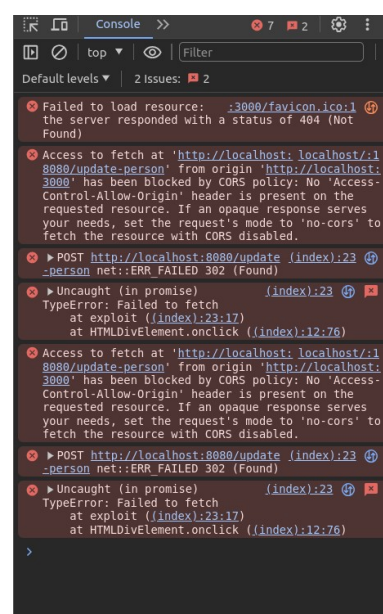 Console
7
2
top
Filter
Default levels
2 Issues:
2
Failed to load resource: :3000/favicon.ico:1
the server responded with a status of 404 (Not
Found)
Access to fetch at 'http://localhost: localhost/:1
8080/update-person' from origin 'http://localhost:
3000' has been blocked by CORS policy: No 'Access-
Control-Allow-Origin' header is present on the
requested resource. If an opaque response serves
your needs, set the request's mode to 'no-cors' to
fetch the resource with CORS disabled.
POST http://localhost:8080/update (index):23
-person net::ERR_FAILED 302 (Found)
Uncaught (in promise) (index):23
TypeError: Failed to fetch
at exploit ((index):23:17)
at HTMLDivElement.onclick ((index):12:76)
Access to fetch at 'http://localhost: localhost/:1
8080/update-person' from origin 'http://localhost:
3000' has been blocked by CORS policy: No 'Access-
Control-Allow-Origin' header is present on the
requested resource. If an opaque response serves
your needs, set the request's mode to 'no-cors' to
fetch the resource with CORS disabled.
POST http://localhost:8080/update (index):23
-person net::ERR_FAILED 302 (Found)
Uncaught (in promise) (index):23
TypeError: Failed to fetch
at exploit ((index):23:17)
at HTMLDivElement.onclick ((index):12:76)